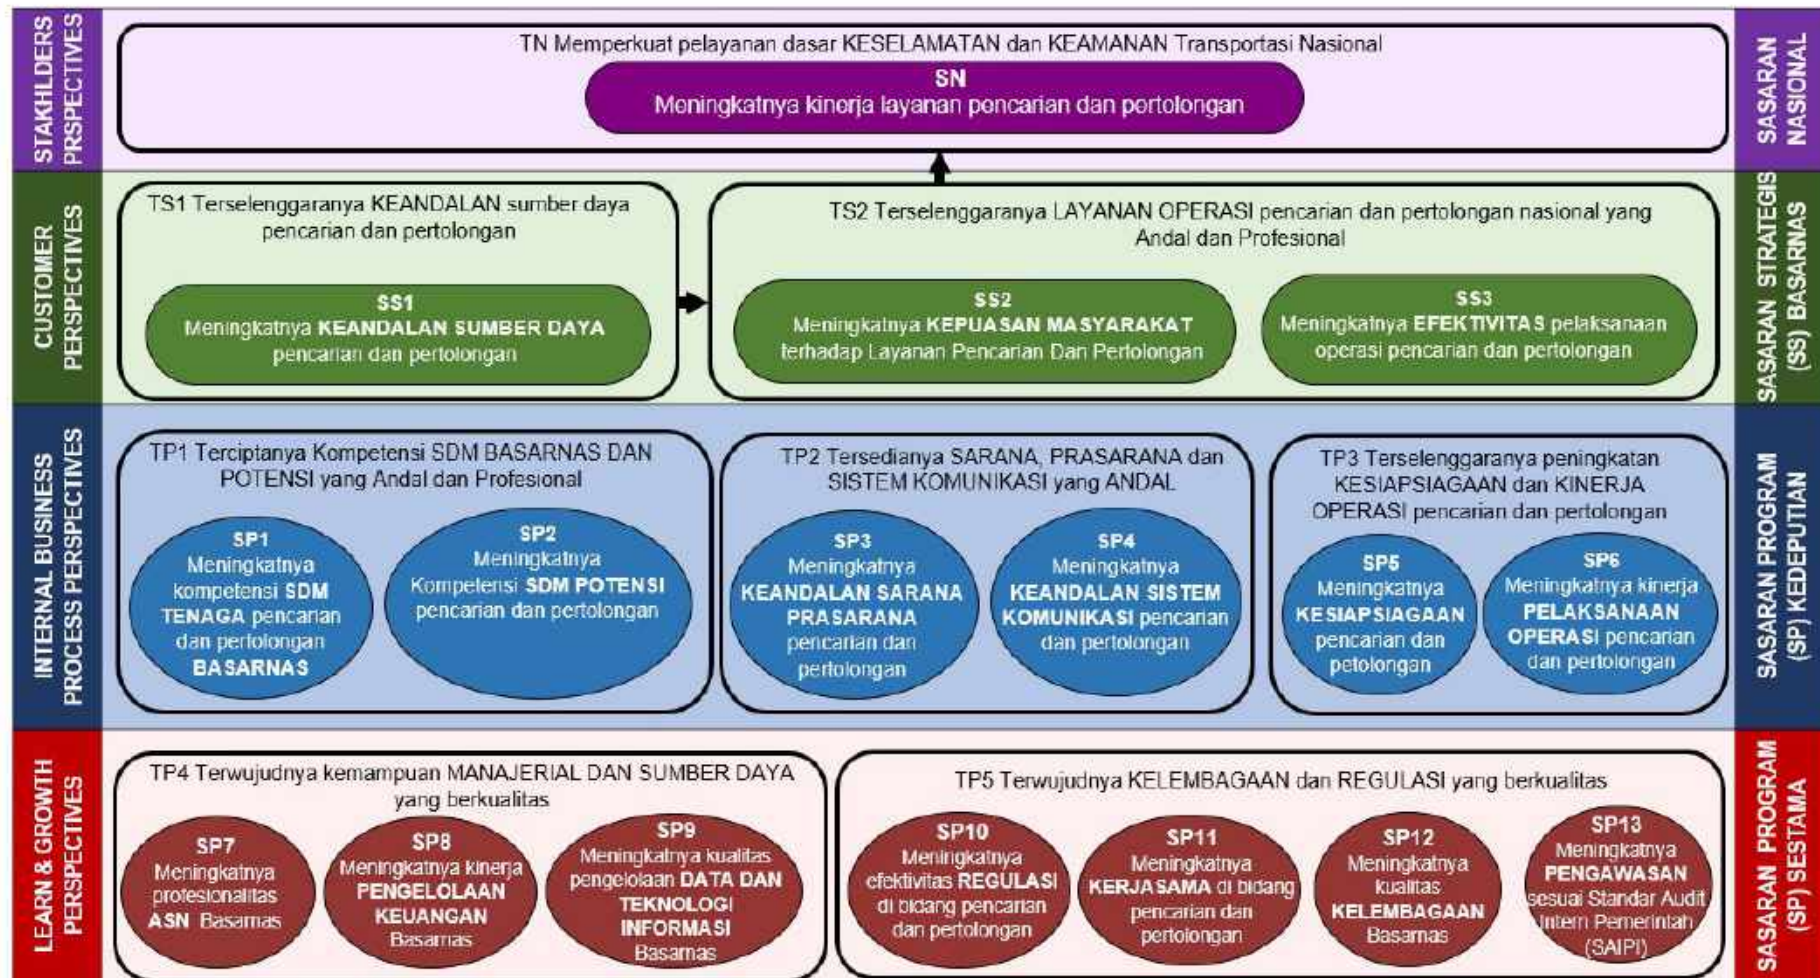 STAKHLDERS
PRSPECTIVES
TN Memperkuat pelayanan dasar KESELAMATAN dan KEAMANAN Transportasi Nasional
SN
Meningkatnya kinerja layanan pencarian dan pertolongan
SASARAN
NASIONAL
CUSTOMER
PERSPECTIVES
TS1 Terselenggaranya KEANDALAN sumber daya
pencarian dan pertolongan
SS1
Meningkatnya KEANDALAN SUMBER DAYA
pencarian dan pertolongan
TS2 Terselenggaranya LAYANAN OPERASI pencarian dan pertolongan nasional yang
Andal dan Profesional
SS2
Meningkatnya KEPUASAN MASYARAKAT
terhadap Layanan Pencarian Dan Pertolongan
SS3
Meningkatnya EFEKTIVITAS pelaksanaan
operasi pencarian dan pertolongan
SASARAN STRATEGIS
(SS) BASARNAS
INTERNAL BUSINESS
PROCESS PERSPECTIVES
TP1 Terciptanya Kompetensi SDM BASARNAS DAN
POTENSI yang Andal dan Profesional
SP1
Meningkatnya
kompetensi SDM
TENAGA pencarian
dan pertolongan
BASARNAS
SP2
Meningkatnya
Kompetensi SDM POTENSI
pencarian dan pertolongan
TP2 Tersedianya SARANA, PRASARANA dan
SISTEM KOMUNIKASI yang ANDAL
SP3
Meningkatnya
KEANDALAN SARANA
PRASARANA
pencarian dan
pertolongan
SP4
Meningkatnya
KEANDALAN SISTEM
KOMUNIKASI pencarian
dan pertolongan
TP3 Terselenggaranya peningkatan
KESIAPSIAGAAN dan KINERJA
OPERASI pencarian dan pertolongan
SP5
Meningkatnya
KESIAPSIAGAAN
pencarian dan
petolongan
SP6
Meningkatnya kinerja
PELAKSANAAN
OPERASI pencarian
dan pertolongan
SASARAN PROGRAM
(SP) KEDEPUTIAN
LEARN & GROWTH
PERSPECTIVES
TP4 Terwujudnya kemampuan MANAJERIAL DAN SUMBER DAYA
yang berkualitas
SP7
Meningkatnya
profesionalitas
ASN Basarnas
SP8
Meningkatnya kinerja
PENGELOLAAN
KEUANGAN
Basarnas
SP9
Meningkatnya kualitas
pengelolaan DATA DAN
TEKNOLOGI
INFORMASI
Basarnas
TP5 Terwujudnya KELEMBAGAAN dan REGULASI yang berkualitas
SP10
Meningkatnya
efektivitas REGULASI
di bidang pencarian
dan pertolongan
SP11
Meningkatnya
KERJASAMA di bidang
pencarian dan
pertolongan
SP12
Meningkatnya
kualitas
KELEMBAGAAN
Basarnas
SP13
Meningkatnya
PENGAWASAN
sesuai Standar Audit
Intern Pemerintah
(SAIPI)
SASARAN PROGRAM
(SP) SESTAMA